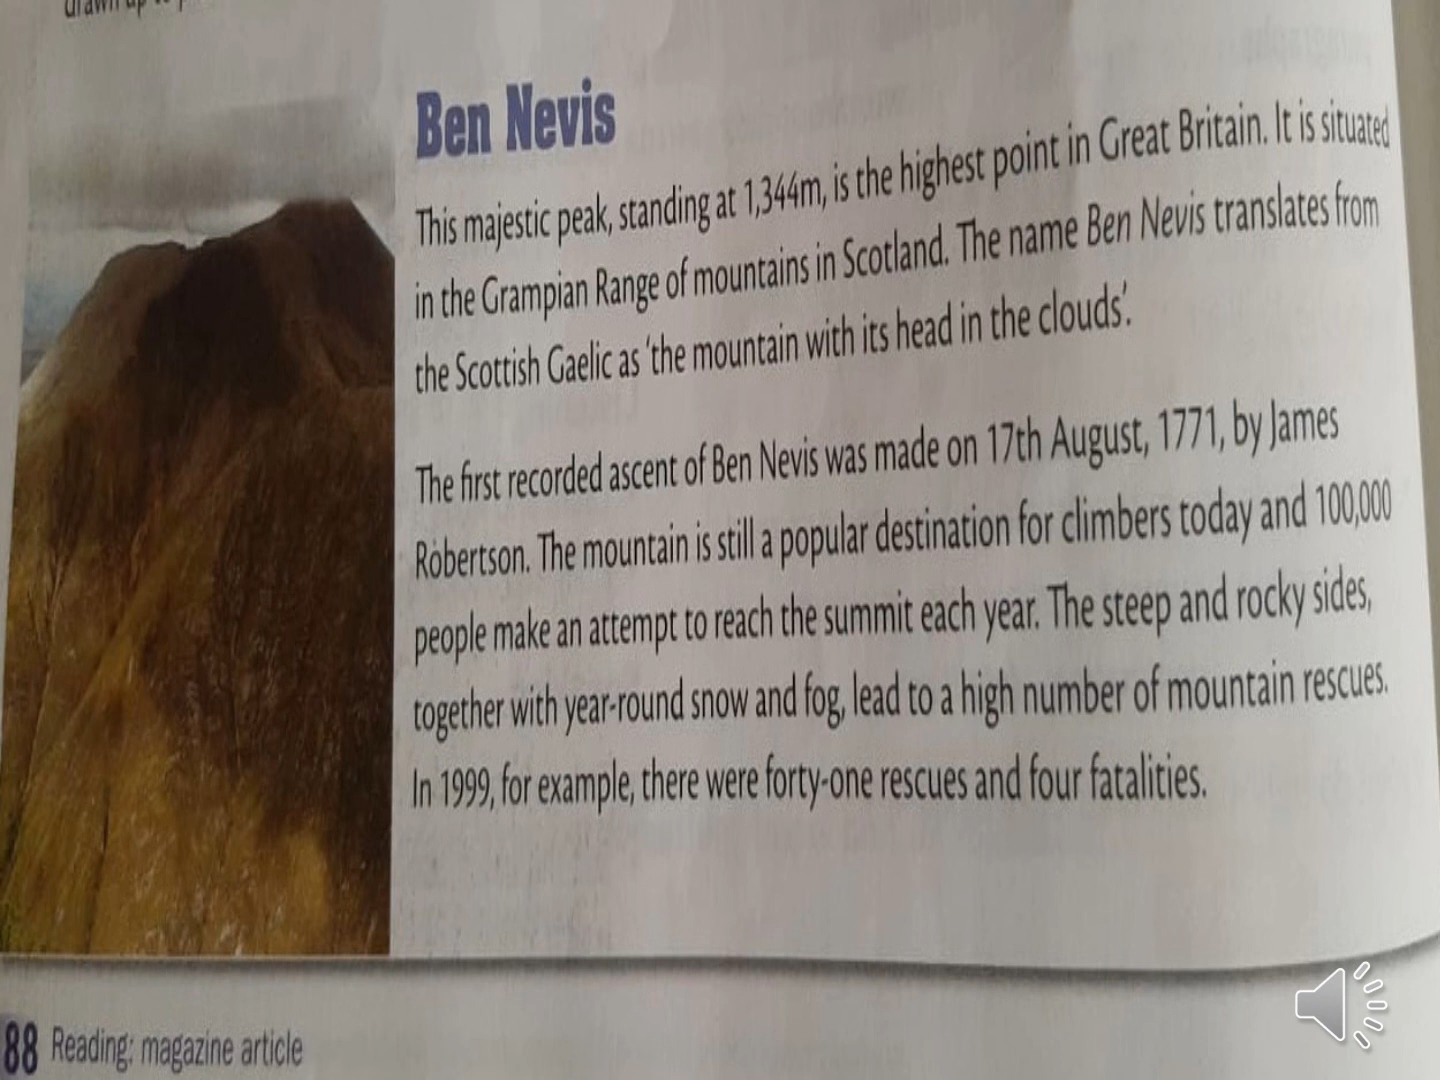 Ben Nevis
This majestic peak, standing at 1,344m, is the highest point in Great Britain. It is situated
in the Grampian Range of mountains in Scotland. The name Ben Nevis translates from
the Scottish Gaelic as ‘the mountain with its head in the clouds’.
The first recorded ascent of Ben Nevis was made on 17th August, 1771, by James
Robertson. The mountain is still a popular destination for climbers today and 100,000
people make an attempt to reach the summit each year. The steep and rocky sides,
together with year-round snow and fog, lead to a high number of mountain rescues.
In 1999, for example, there were forty-one rescues and four fatalities.
88 Reading: magazine article